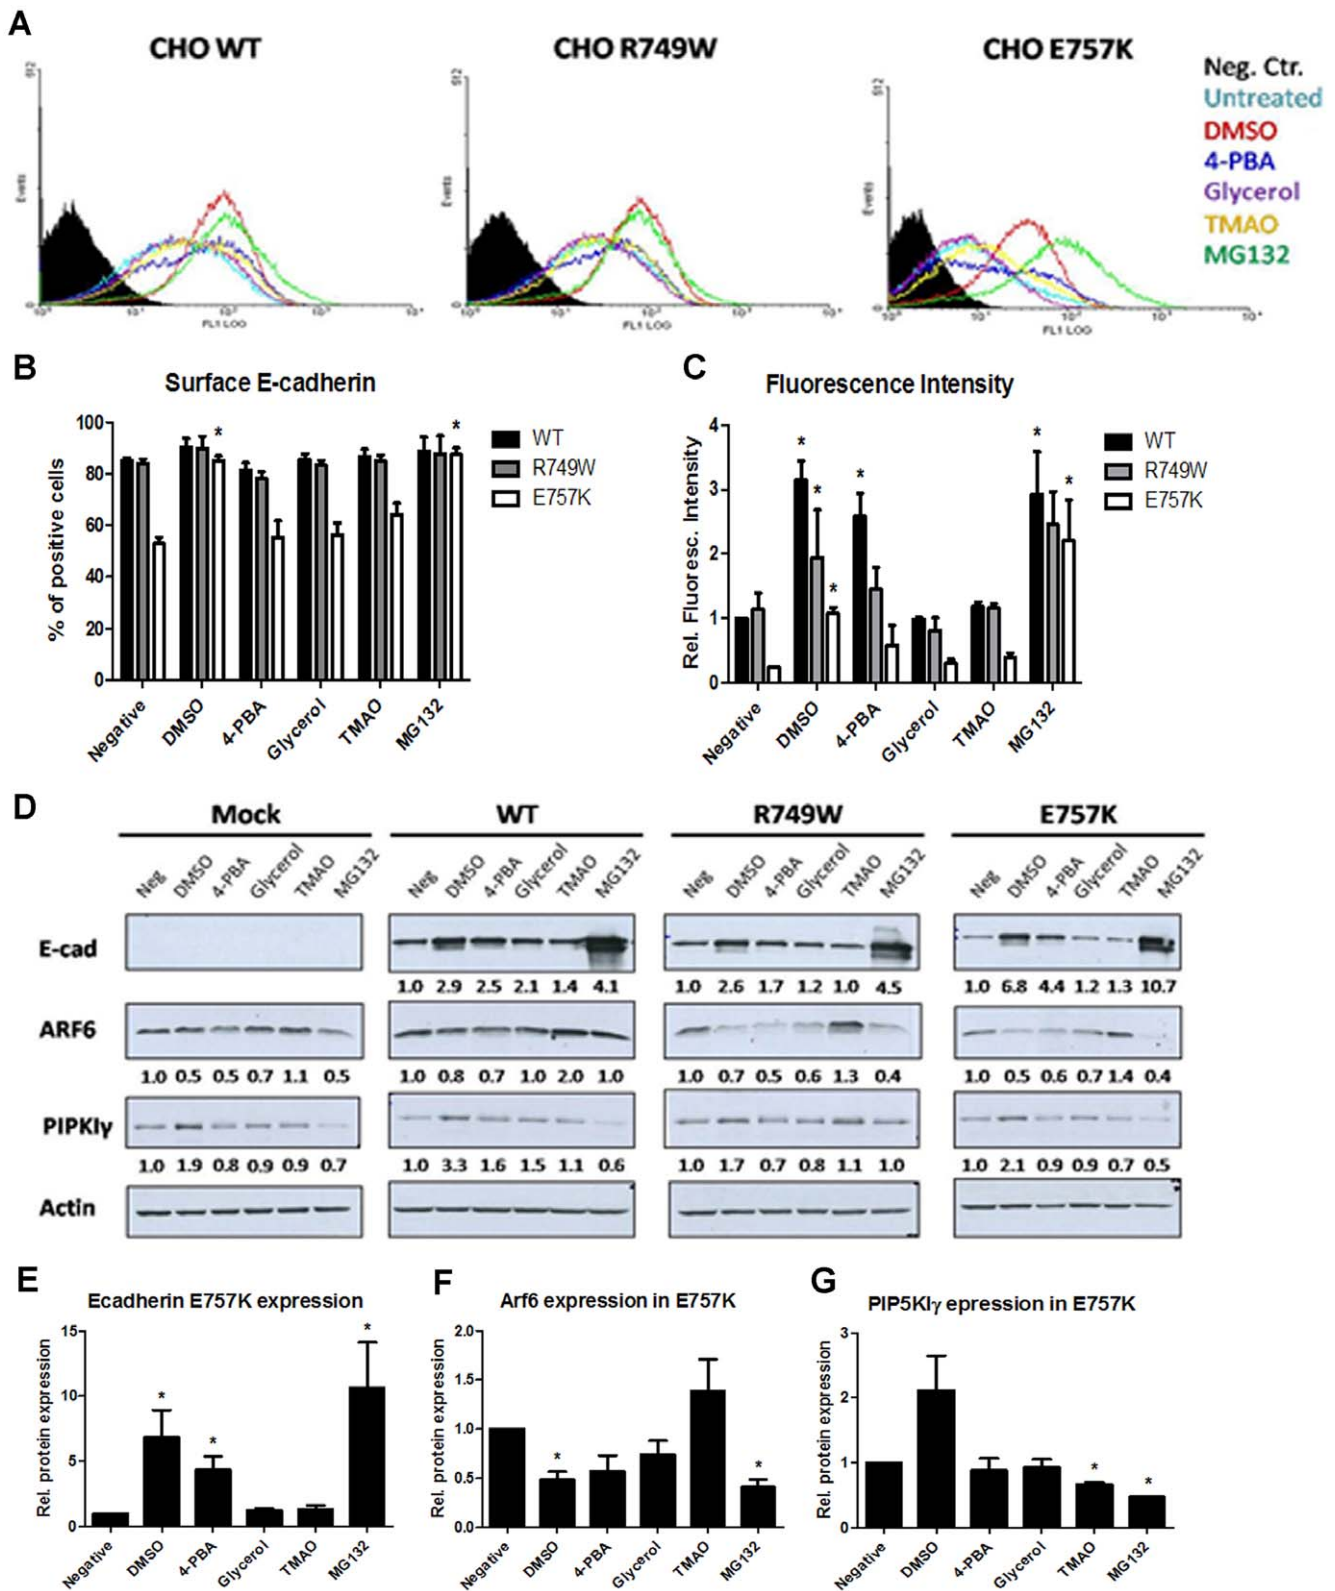 A
CHO WT
CHO R749W
CHO E757K
Neg. Ctr.
Untreated
DMSO
4-PBA
Glycerol
TMAO
MG132
512
512
512
Events
Events
Events
FL1 LOG
FL1 LOG
FL1 LOG
B
Surface E-cadherin
% of positive cells
100
80
60
40
20
0
* *
WT
R749W
E757K
Negative DMSO 4-PBA Glycerol TMAO MG132
C
Fluorescence Intensity
Rel. Fluoresc. Intensity
4
3
2
1
0
* * * * * *
WT
R749W
E757K
Negative DMSO 4-PBA Glycerol TMAO MG132
D
Mock WT R749W E757K
Neg DMSO 4-PBA Glycerol TMAO MG132 Neg DMSO 4-PBA Glycerol TMAO MG132 Neg DMSO 4-PBA Glycerol TMAO MG132 Neg DMSO 4-PBA Glycerol TMAO MG132
E-cad
1.0 2.9 2.5 2.1 1.4 4.1 1.0 2.6 1.7 1.2 1.0 4.5 1.0 6.8 4.4 1.2 1.3 10.7
ARF6
1.0 0.5 0.5 0.7 1.1 0.5 1.0 0.8 0.7 1.0 2.0 1.0 1.0 0.7 0.5 0.6 1.3 0.4 1.0 0.5 0.6 0.7 1.4 0.4
PIPKIγ
1.0 1.9 0.8 0.9 0.9 0.7 1.0 3.3 1.6 1.5 1.1 0.6 1.0 1.7 0.7 0.8 1.1 1.0 1.0 2.1 0.9 0.9 0.7 0.5
Actin
E
Ecadherin E757K expression
Rel. protein expression
15
10
5
0
* * *
Negative DMSO 4-PBA Glycerol TMAO MG132
F
Arf6 expression in E757K
Rel. protein expression
2.0
1.5
1.0
0.5
0.0
* *
Negative DMSO 4-PBA Glycerol TMAO MG132
G
PIP5KIγ epression in E757K
Rel. protein expression
3
2
1
0
* *
Negative DMSO 4-PBA Glycerol TMAO MG132